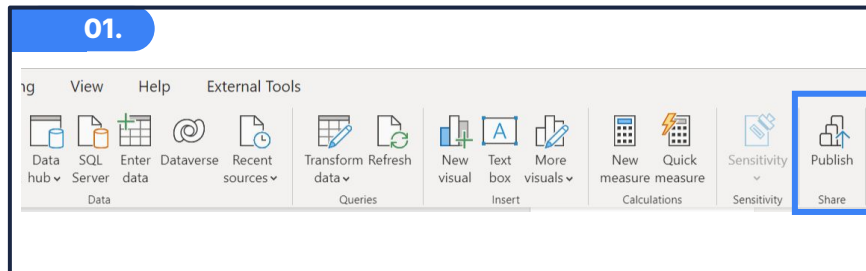 01.
ng View Help External Tools
Data hub SQL Server Enter data Dataverse Recent sources Transform data Refresh New visual Text box More visuals New measure Quick measure Sensitivity Publish
Data Queries Insert Calculations Sensitivity Share